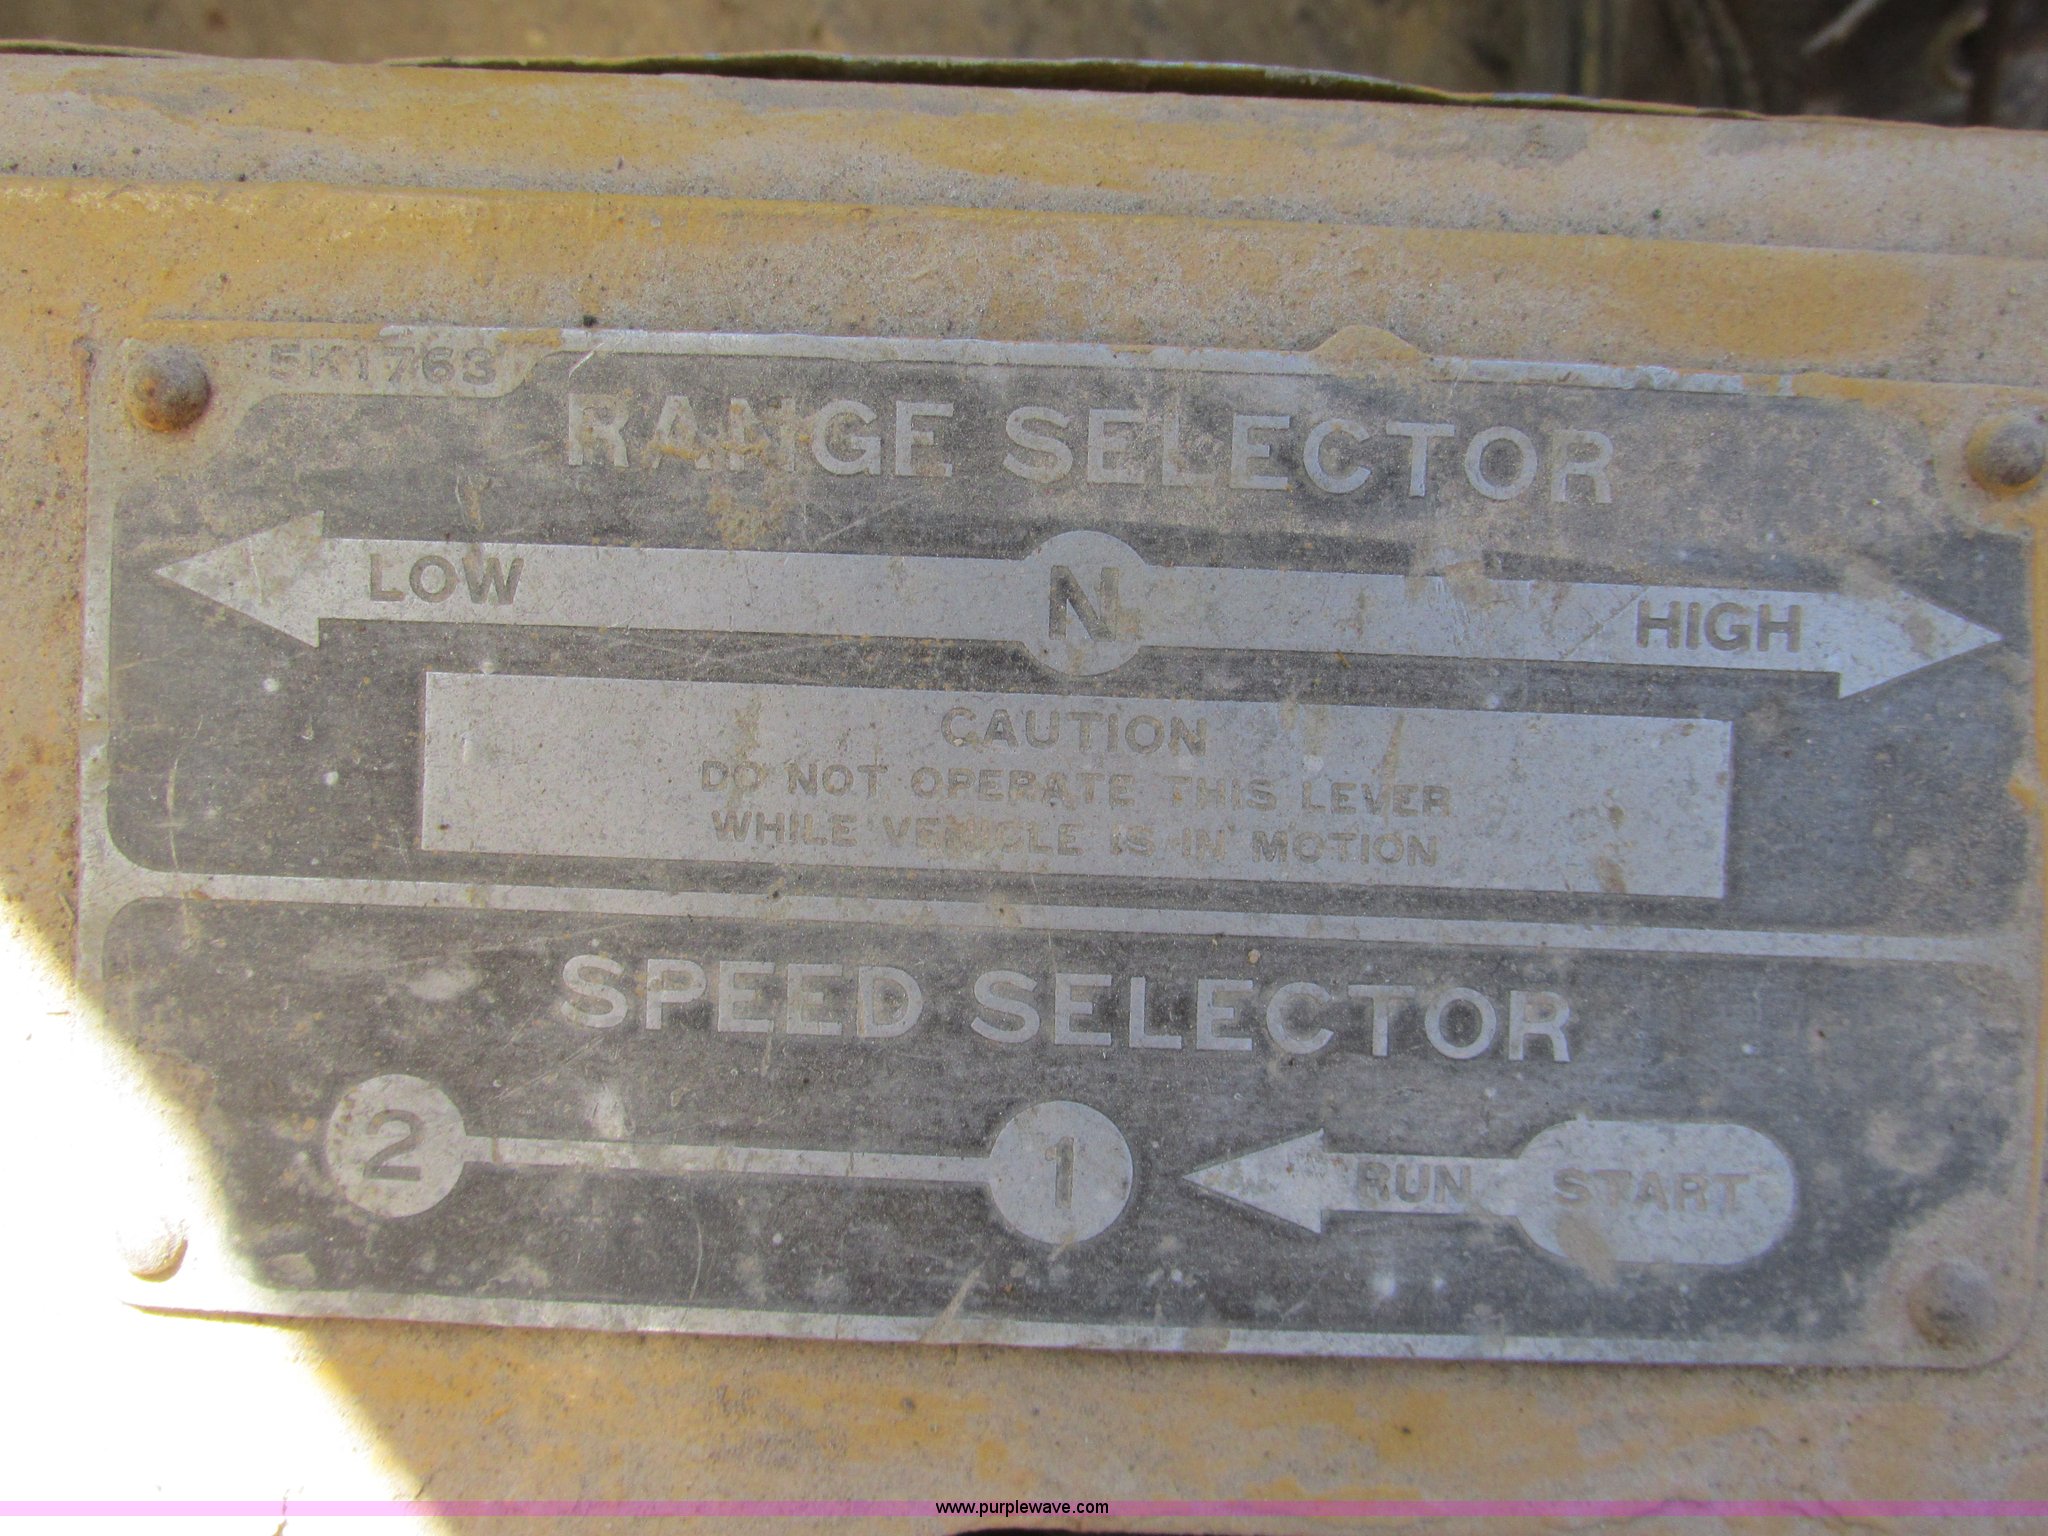 5K1763
RANGE SELECTOR
LOW N HIGH
CAUTION
DO NOT OPERATE THIS LEVER
WHILE VEHICLE IS IN MOTION
SPEED SELECTOR
2 1 RUN START
www.purplewave.com